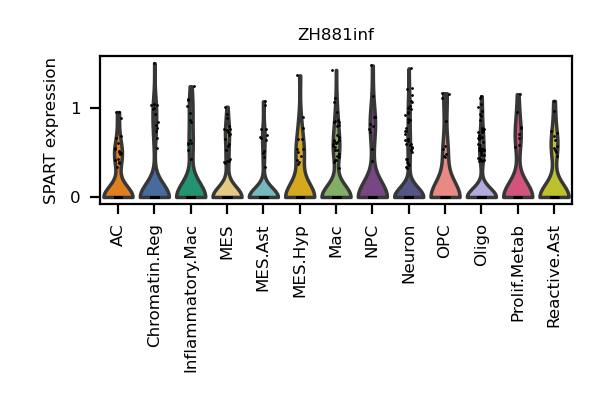 ZH881inf
SPART expression
1
0
AC
Chromatin.Reg
Inflammatory.Mac
MES
MES.Ast
MES.Hyp
Mac
NPC
Neuron
OPC
Oligo
Prolif.Metab
Reactive.Ast